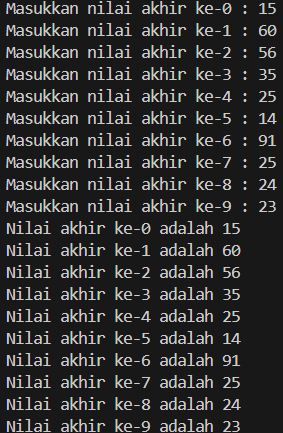 Masukkan nilai akhir ke-0 : 15
Masukkan nilai akhir ke-1 : 60
Masukkan nilai akhir ke-2 : 56
Masukkan nilai akhir ke-3 : 35
Masukkan nilai akhir ke-4 : 25
Masukkan nilai akhir ke-5 : 14
Masukkan nilai akhir ke-6 : 91
Masukkan nilai akhir ke-7 : 25
Masukkan nilai akhir ke-8 : 24
Masukkan nilai akhir ke-9 : 23
Nilai akhir ke-0 adalah 15
Nilai akhir ke-1 adalah 60
Nilai akhir ke-2 adalah 56
Nilai akhir ke-3 adalah 35
Nilai akhir ke-4 adalah 25
Nilai akhir ke-5 adalah 14
Nilai akhir ke-6 adalah 91
Nilai akhir ke-7 adalah 25
Nilai akhir ke-8 adalah 24
Nilai akhir ke-9 adalah 23